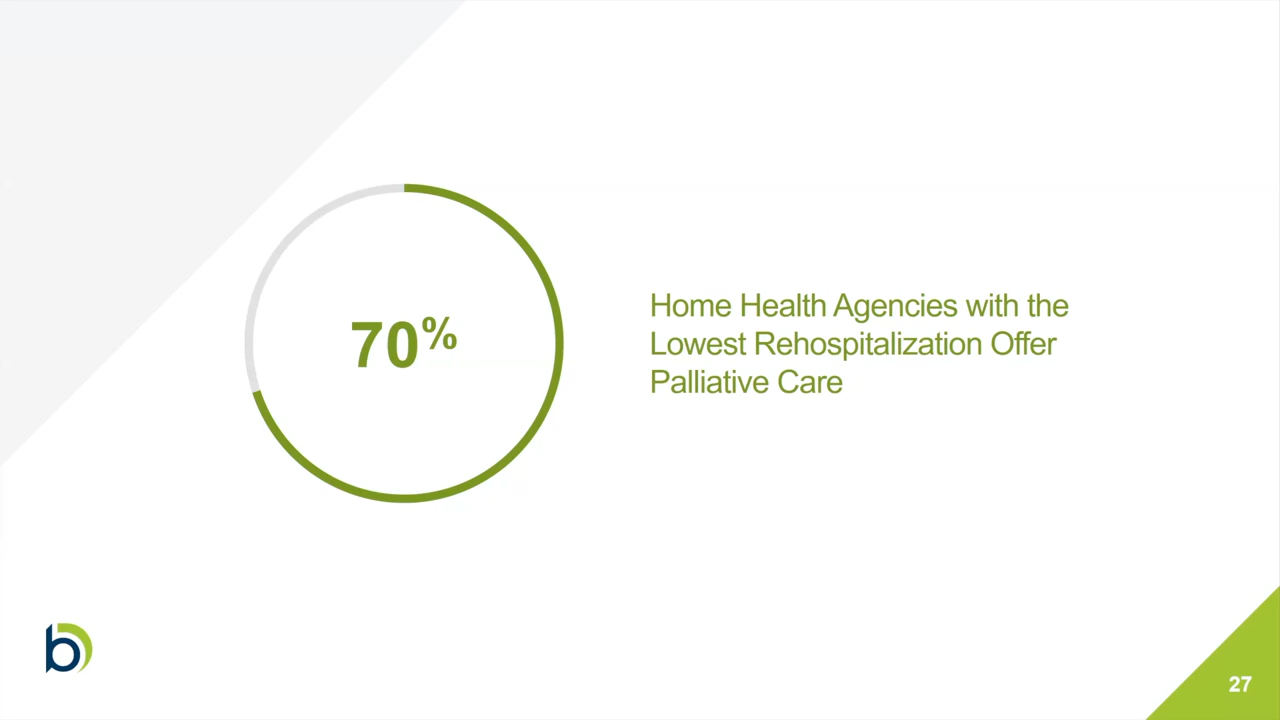 70%
Home Health Agencies with the
Lowest Rehospitalization Offer
Palliative Care
b
27